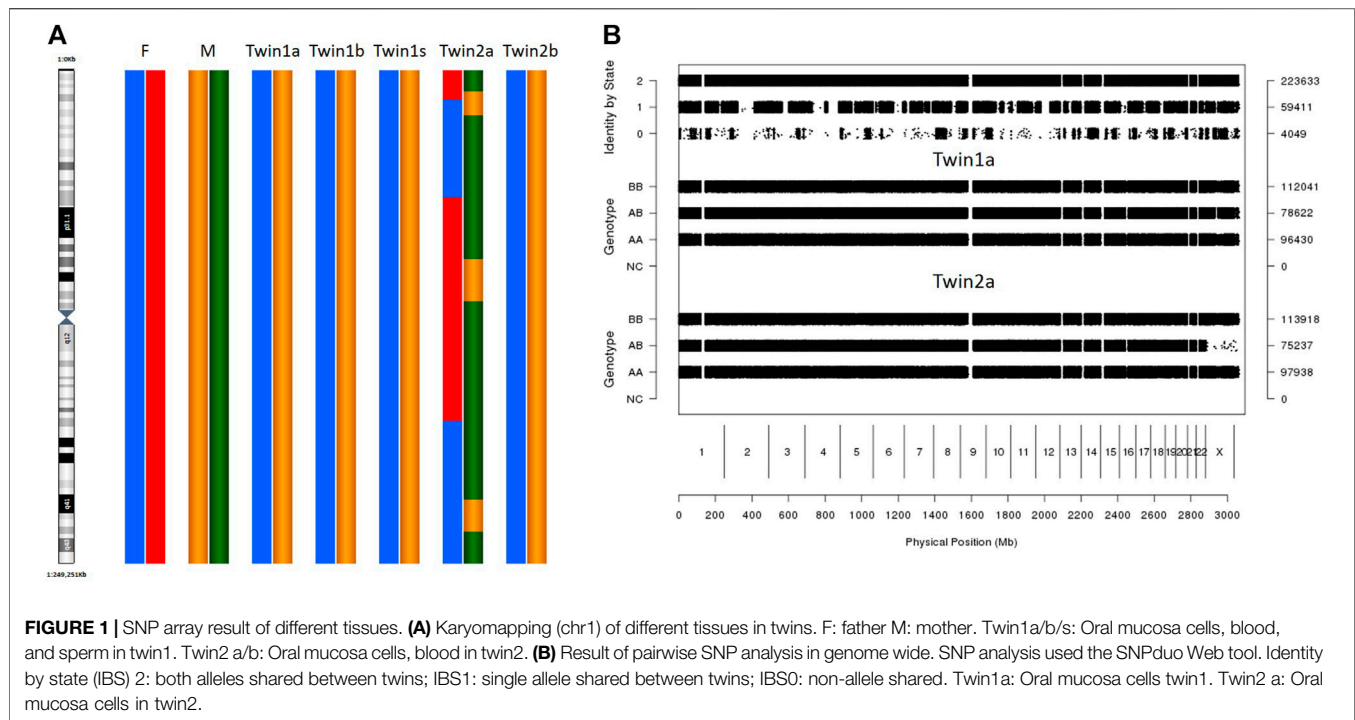 A
F M Twin1a Twin1b Twin1s Twin2a Twin2b
1:0Kb
p31.1
q12
q41
q43
1:249,251Kb
B
Identity by State
2 223633
1 59411
0 4049
Twin1a
Genotype
BB 112041
AB 78622
AA 96430
NC 0
Twin2a
Genotype
BB 113918
AB 75237
AA 97938
NC 0
1 2 3 4 5 6 7 8 9 10 11 12 13 14 15 16 17 18 19 20 21 22 X
0 200 400 600 800 1000 1200 1400 1600 1800 2000 2200 2400 2600 2800 3000
Physical Position (Mb)
FIGURE 1 | SNP array result of different tissues. (A) Karyomapping (chr1) of different tissues in twins. F: father M: mother. Twin1a/b/s: Oral mucosa cells, blood,
and sperm in twin1. Twin2 a/b: Oral mucosa cells, blood in twin2. (B) Result of pairwise SNP analysis in genome wide. SNP analysis used the SNPduo Web tool. Identity
by state (IBS) 2: both alleles shared between twins; IBS1: single allele shared between twins; IBS0: non-allele shared. Twin1a: Oral mucosa cells twin1. Twin2 a: Oral
mucosa cells in twin2.